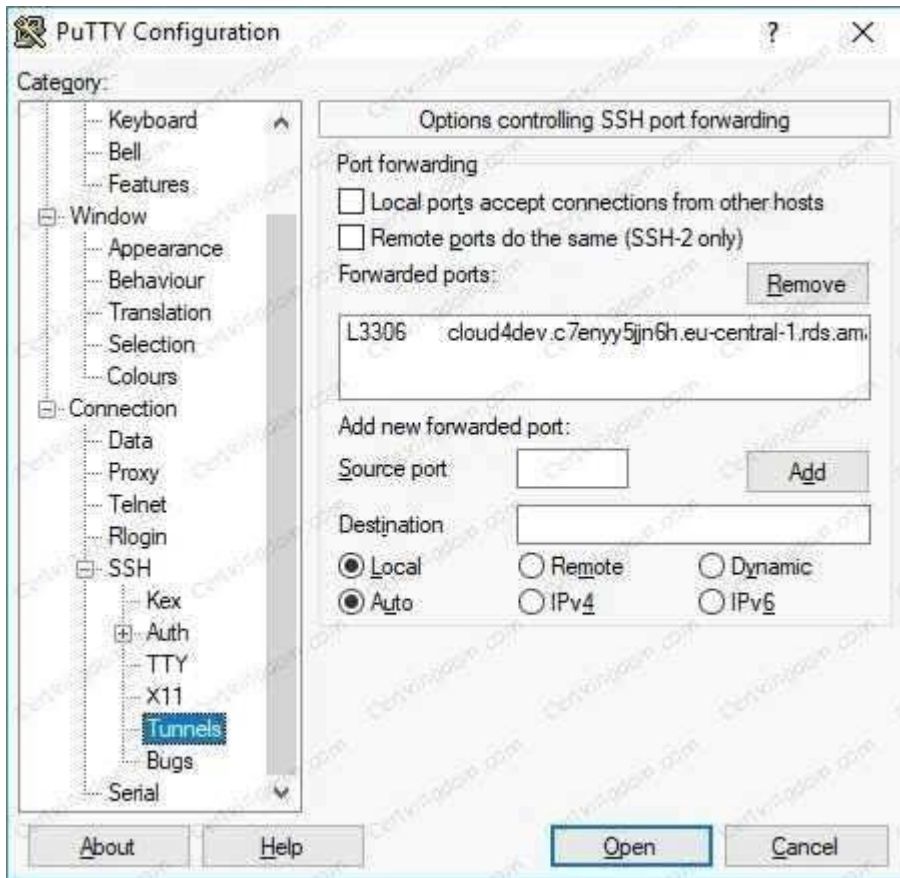 PuTTY Configuration
Category:
Keyboard
Bell
Features
Window
Appearance
Behaviour
Translation
Selection
Colours
Connection
Data
Proxy
Telnet
Rlogin
SSH
Kex
Auth
TTY
X11
Tunnels
Bugs
Serial
Options controlling SSH port forwarding
Port forwarding
Local ports accept connections from other hosts
Remote ports do the same (SSH-2 only)
Forwarded ports:
Remove
L3306 cloud4dev.c7enyy5jjn6h.eu-central-1.rds.ama
Add new forwarded port:
Source port
Add
Destination
Local Remote Dynamic
Auto IPv4 IPv6
About Help Open Cancel